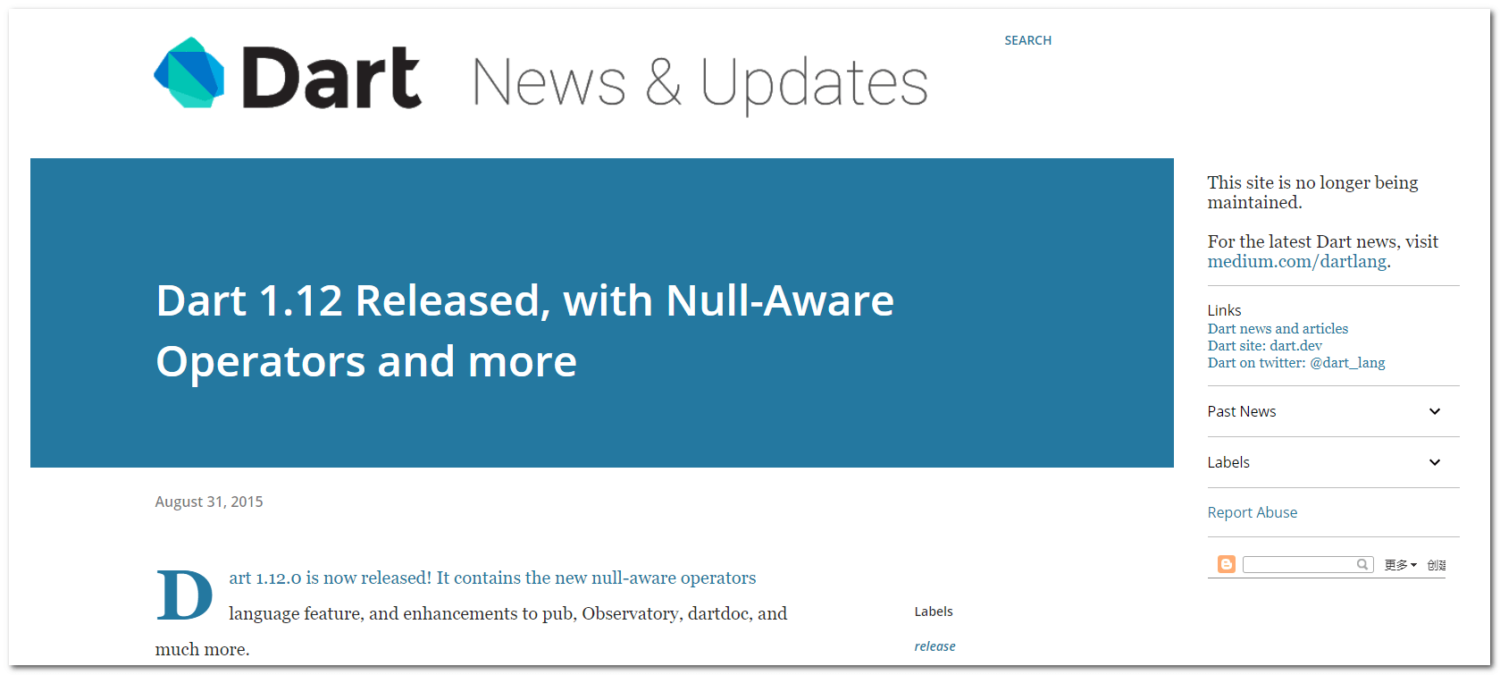 Dart News & Updates
SEARCH
Dart 1.12 Released, with Null-Aware
Operators and more
August 31, 2015
Dart 1.12.0 is now released! It contains the new null-aware operators
language feature, and enhancements to pub, Observatory, dartdoc, and
much more.
Labels
release
This site is no longer being
maintained.
For the latest Dart news, visit
medium.com/dartlang.
Links
Dart news and articles
Dart site: dart.dev
Dart on twitter: @dart_lang
Past News
Labels
Report Abuse
更多 创